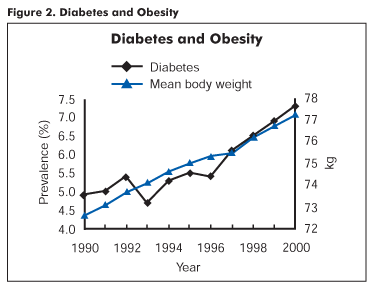 Figure 2. Diabetes and Obesity
Diabetes and Obesity
Diabetes
Mean body weight
7.5
7.0
6.5
6.0
5.5
5.0
4.5
4.0
Prevalence (%)
78
77
76
75
74
73
72
kg
1990 1992 1994 1996 1998 2000
Year